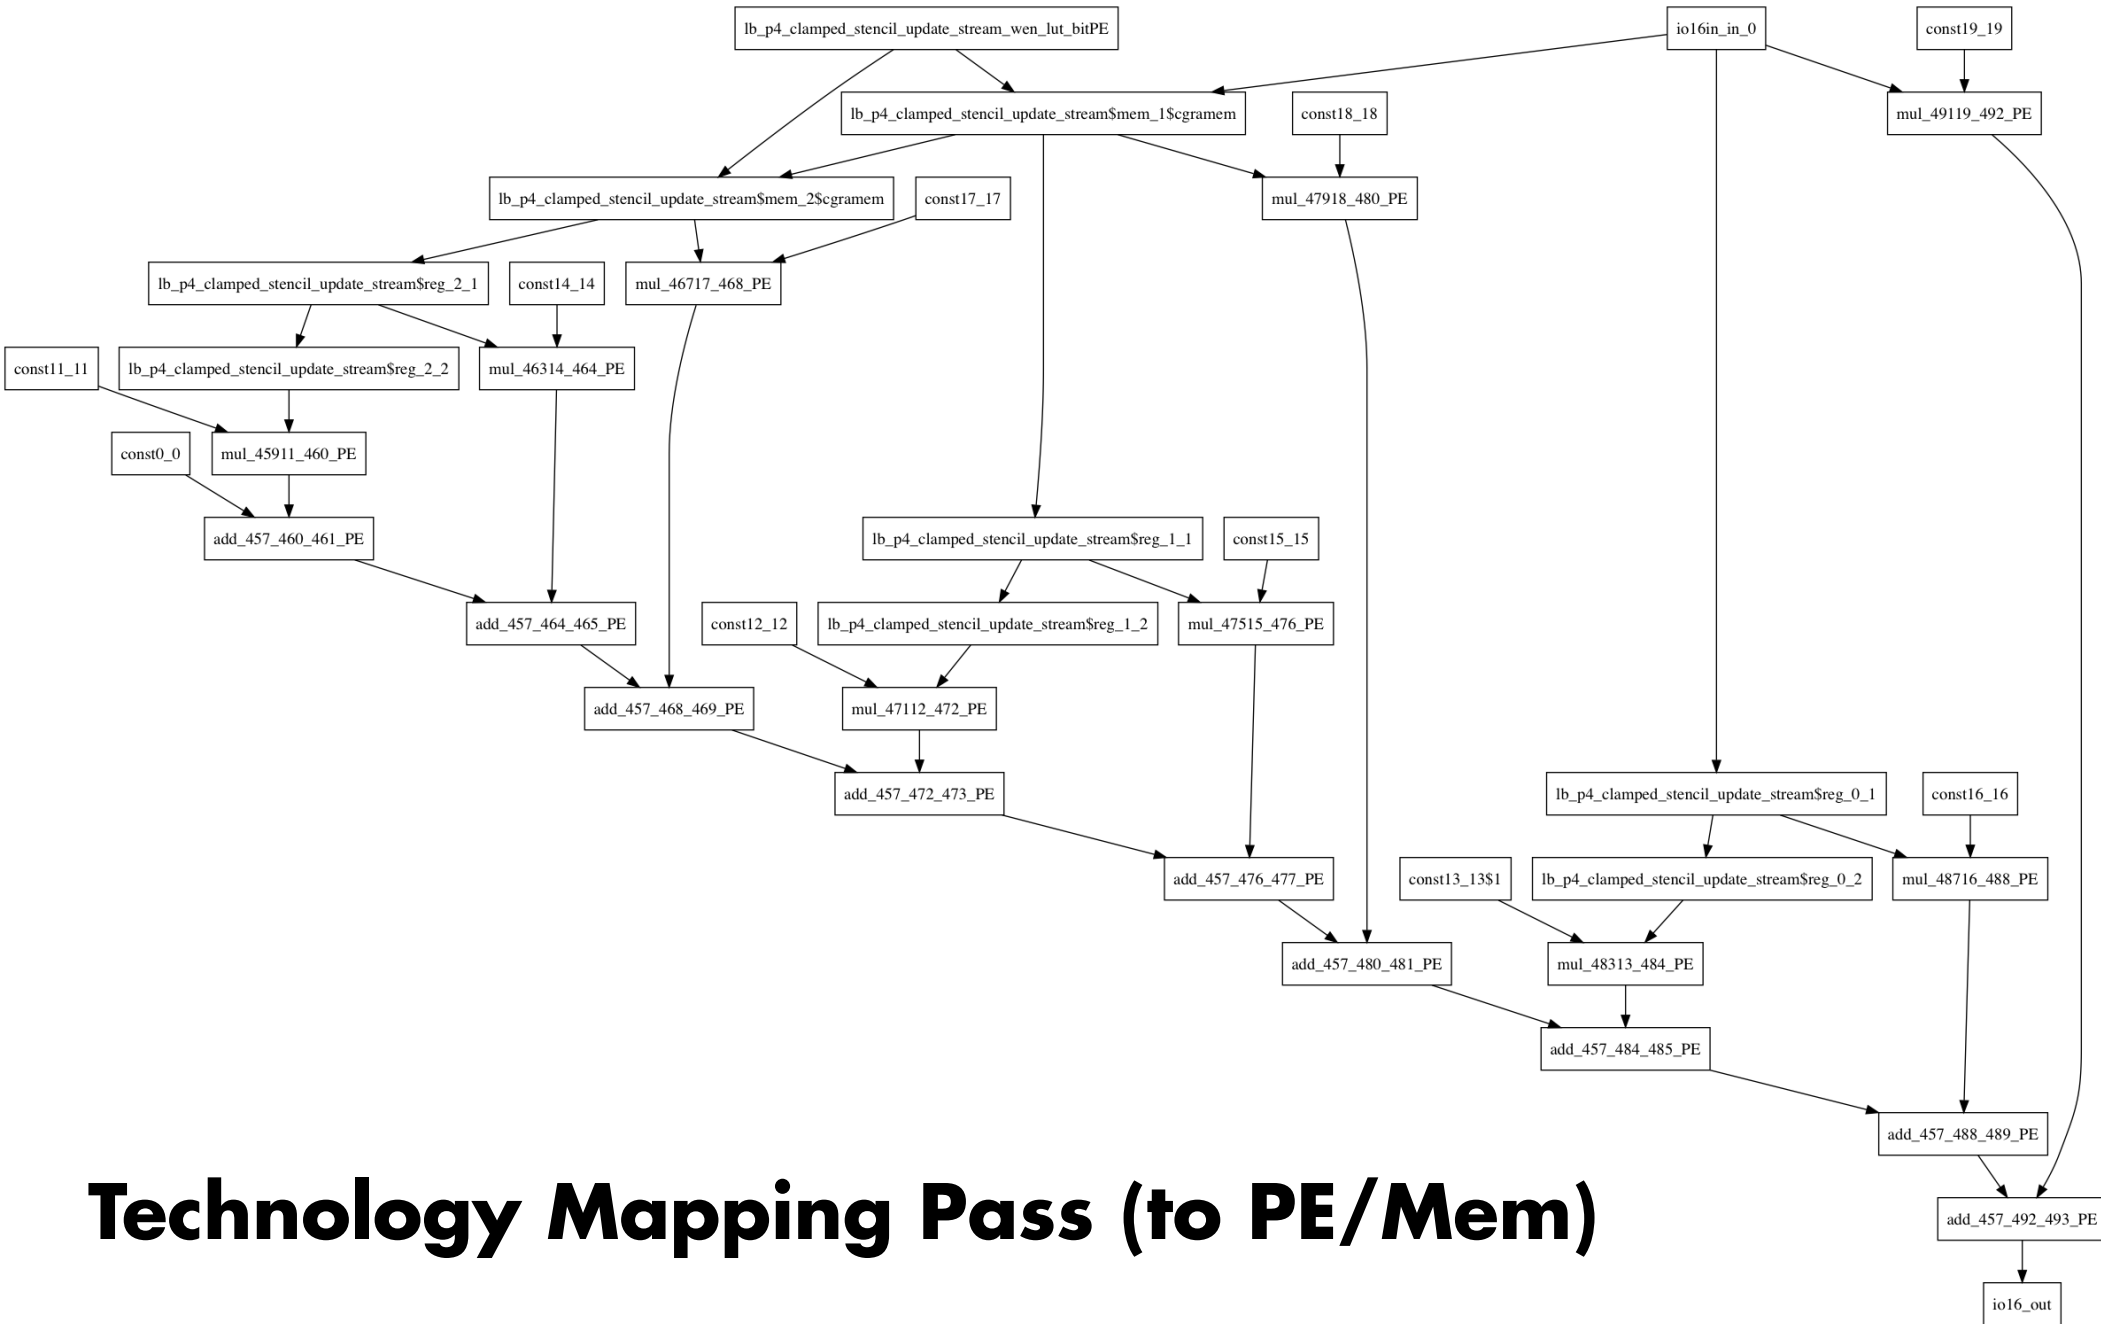 lb_p4_clamped_stencil_update_stream_wen_lut_bitPE
io16in_in_0
const19_19
lb_p4_clamped_stencil_update_stream$mem_1$cgramem
const18_18
mul_49119_492_PE
lb_p4_clamped_stencil_update_stream$mem_2$cgramem
const17_17
mul_47918_480_PE
lb_p4_clamped_stencil_update_stream$reg_2_1
const14_14
mul_46717_468_PE
const11_11
lb_p4_clamped_stencil_update_stream$reg_2_2
mul_46314_464_PE
const0_0
mul_45911_460_PE
add_457_460_461_PE
lb_p4_clamped_stencil_update_stream$reg_1_1
const15_15
add_457_464_465_PE
const12_12
lb_p4_clamped_stencil_update_stream$reg_1_2
mul_47515_476_PE
add_457_468_469_PE
mul_47112_472_PE
add_457_472_473_PE
lb_p4_clamped_stencil_update_stream$reg_0_1
const16_16
add_457_476_477_PE
const13_13$1
lb_p4_clamped_stencil_update_stream$reg_0_2
mul_48716_488_PE
add_457_480_481_PE
mul_48313_484_PE
add_457_484_485_PE
add_457_488_489_PE
Technology Mapping Pass (to PE/Mem)
add_457_492_493_PE
io16_out